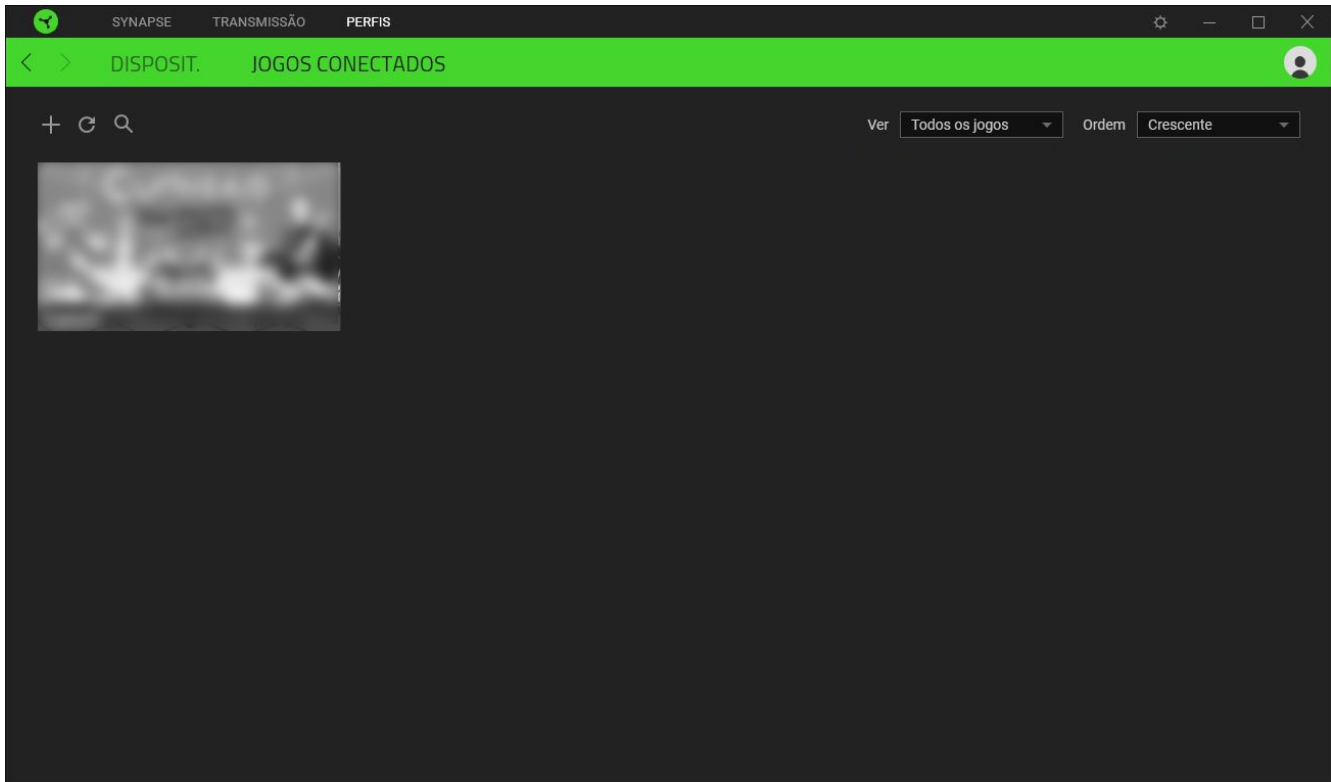 SYNAPSE TRANSMISSÃO PERFIS
DISPOSIT. JOGOS CONECTADOS
Ver Todos os jogos Ordem Crescente